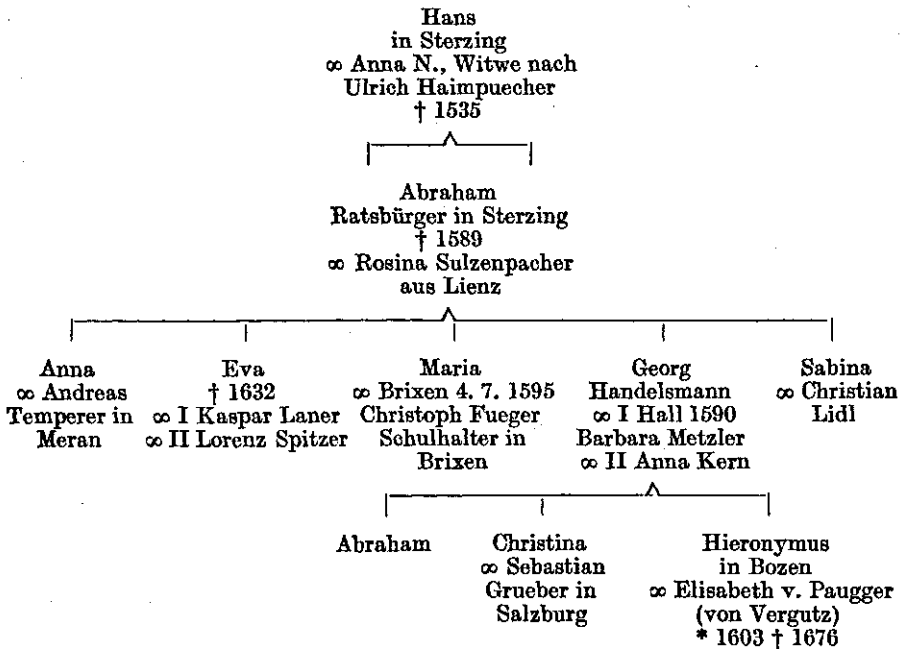 Hans
in Sterzing
∞ Anna N., Witwe nach
Ulrich Haimpuecher
† 1535
Abraham
Ratsbürger in Sterzing
† 1589
∞ Rosina Sulzenpacher
aus Lienz
Anna
∞ Andreas
Temperer in
Meran
Eva
† 1632
∞ I Kaspar Laner
∞ II Lorenz Spitzer
Maria
∞ Brixen 4. 7. 1595
Christoph Fueger
Schulhalter in
Brixen
Georg
Handelsmann
∞ I Hall 1590
Barbara Metzler
∞ II Anna Kern
Sabina
∞ Christian
Lidl
Abraham
Christina
∞ Sebastian
Grueber in
Salzburg
Hieronymus
in Bozen
∞ Elisabeth v. Paugger
(von Vergutz)
* 1603 † 1676